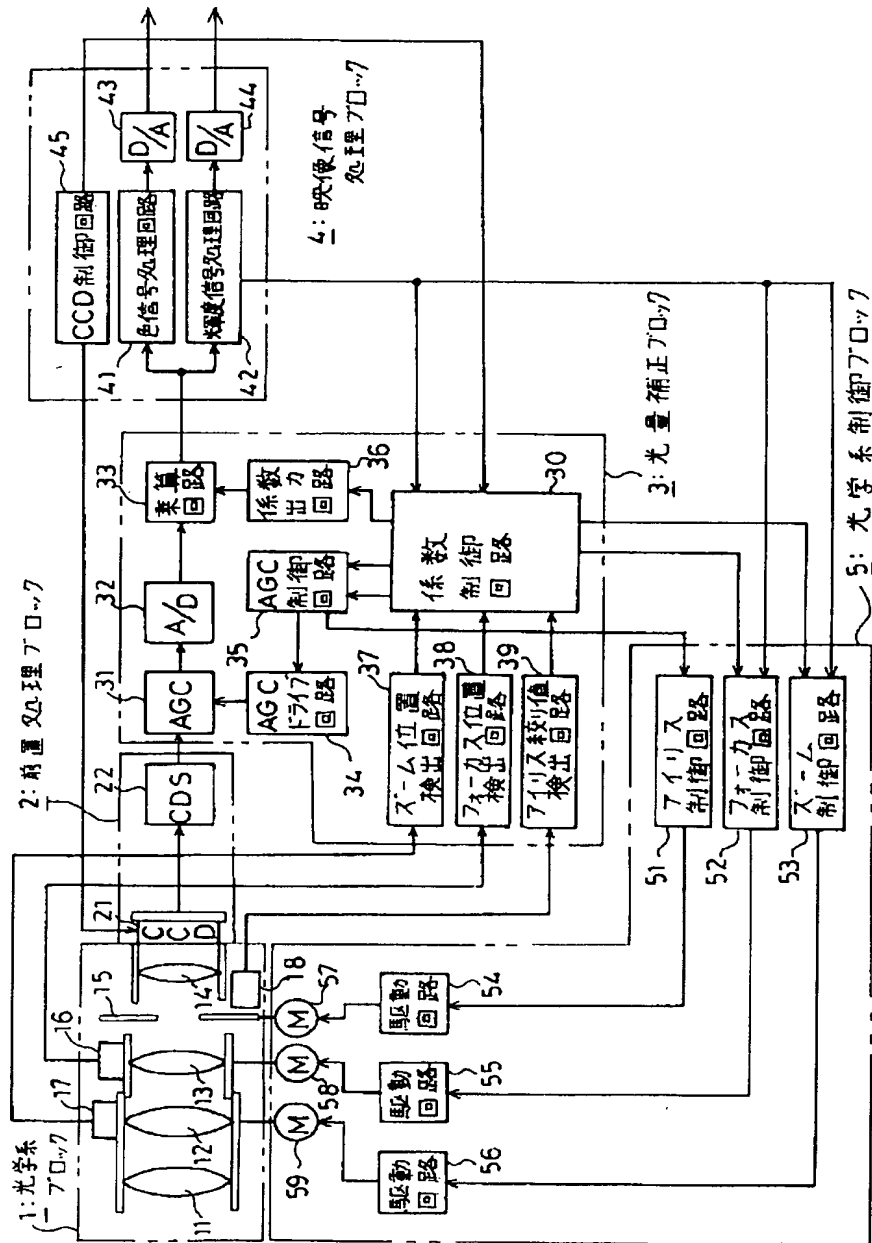 1:光学系
ブロック
11
12
13
14
15
16
17
18
2:前置処理ブロック
21
CCD
22
CDS
3:光量補正ブロック
31
AGC
32
A/D
33
乗算
回路
34
AGC
ドライブ
回路
35
AGC
制御
回路
36
係数
出力
回路
30
係数
制御
回路
37
ズーム位置
検出回路
38
フォーカス位置
検出回路
39
アイリス絞り値
検出回路
4:映像信号
処理ブロック
45
CCD制御回路
41
色信号処理回路
42
輝度信号処理回路
43
D/A
44
D/A
5:光学系制御ブロック
51
アイリス
制御回路
52
フォーカス
制御回路
53
ズーム
制御回路
54
駆動
回路
55
駆動
回路
56
駆動
回路
57
M
58
M
59
M